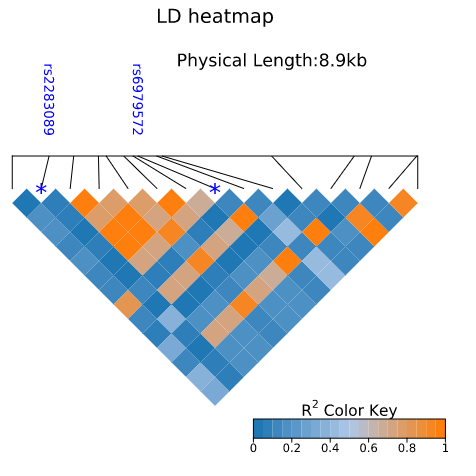 LD heatmap
Physical Length:8.9kb
rs2283089
rs6979572
*
*
R² Color Key
0 0.2 0.4 0.6 0.8 1